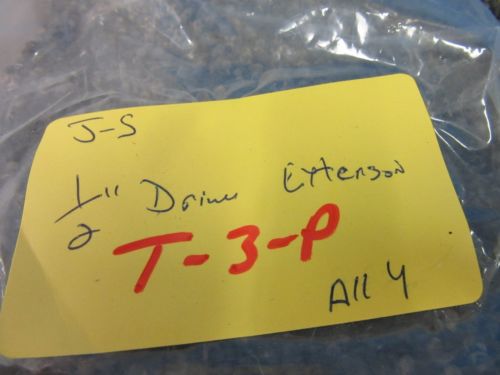 J-S
1/2" Drive Extenson
T-3-P
All 4